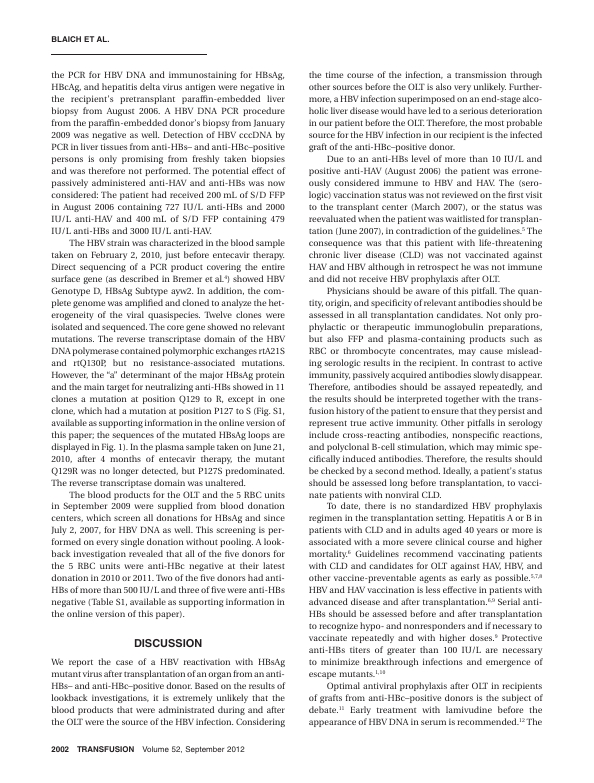 BLAICH ET AL.
the PCR for HBV DNA and immunostaining for HBsAg,
HBcAg, and hepatitis delta virus antigen were negative in
the recipient's pretransplant paraffin-embedded liver
biopsy from August 2006. A HBV DNA PCR procedure
from the paraffin-embedded donor's biopsy from January
2009 was negative as well. Detection of HBV cccDNA by
PCR in liver tissues from anti-HBs– and anti-HBc–positive
persons is only promising from freshly taken biopsies
and was therefore not performed. The potential effect of
passively administered anti-HAV and anti-HBs was now
considered: The patient had received 200 mL of S/D FFP
in August 2006 containing 727 IU/L anti-HBs and 2000
IU/L anti-HAV and 400 mL of S/D FFP containing 479
IU/L anti-HBs and 3000 IU/L anti-HAV.
The HBV strain was characterized in the blood sample
taken on February 2, 2010, just before entecavir therapy.
Direct sequencing of a PCR product covering the entire
surface gene (as described in Bremer et al.⁴) showed HBV
Genotype D, HBsAg Subtype ayw2. In addition, the com-
plete genome was amplified and cloned to analyze the het-
erogeneity of the viral quasispecies. Twelve clones were
isolated and sequenced. The core gene showed no relevant
mutations. The reverse transcriptase domain of the HBV
DNA polymerase contained polymorphic exchanges rtA21S
and rtQ130P, but no resistance-associated mutations.
However, the "a" determinant of the major HBsAg protein
and the main target for neutralizing anti-HBs showed in 11
clones a mutation at position Q129 to R, except in one
clone, which had a mutation at position P127 to S (Fig. S1,
available as supporting information in the online version of
this paper; the sequences of the mutated HBsAg loops are
displayed in Fig. 1). In the plasma sample taken on June 21,
2010, after 4 months of entecavir therapy, the mutant
Q129R was no longer detected, but P127S predominated.
The reverse transcriptase domain was unaltered.
The blood products for the OLT and the 5 RBC units
in September 2009 were supplied from blood donation
centers, which screen all donations for HBsAg and since
July 2, 2007, for HBV DNA as well. This screening is per-
formed on every single donation without pooling. A look-
back investigation revealed that all of the five donors for
the 5 RBC units were anti-HBc negative at their latest
donation in 2010 or 2011. Two of the five donors had anti-
HBs of more than 500 IU/L and three of five were anti-HBs
negative (Table S1, available as supporting information in
the online version of this paper).
DISCUSSION
We report the case of a HBV reactivation with HBsAg
mutant virus after transplantation of an organ from an anti-
HBs– and anti-HBc–positive donor. Based on the results of
lookback investigations, it is extremely unlikely that the
blood products that were administered during and after
the OLT were the source of the HBV infection. Considering
the time course of the infection, a transmission through
other sources before the OLT is also very unlikely. Further-
more, a HBV infection superimposed on an end-stage alco-
holic liver disease would have led to a serious deterioration
in our patient before the OLT. Therefore, the most probable
source for the HBV infection in our recipient is the infected
graft of the anti-HBc–positive donor.
Due to an anti-HBs level of more than 10 IU/L and
positive anti-HAV (August 2006) the patient was errone-
ously considered immune to HBV and HAV. The (sero-
logic) vaccination status was not reviewed on the first visit
to the transplant center (March 2007), or the status was
reevaluated when the patient was waitlisted for transplan-
tation (June 2007), in contradiction of the guidelines.⁵ The
consequence was that this patient with life-threatening
chronic liver disease (CLD) was not vaccinated against
HAV and HBV although in retrospect he was not immune
and did not receive HBV prophylaxis after OLT.
Physicians should be aware of this pitfall. The quan-
tity, origin, and specificity of relevant antibodies should be
assessed in all transplantation candidates. Not only pro-
phylactic or therapeutic immunoglobulin preparations,
but also FFP and plasma-containing products such as
RBC or thrombocyte concentrates, may cause mislead-
ing serologic results in the recipient. In contrast to active
immunity, passively acquired antibodies slowly disappear.
Therefore, antibodies should be assayed repeatedly, and
the results should be interpreted together with the trans-
fusion history of the patient to ensure that they persist and
represent true active immunity. Other pitfalls in serology
include cross-reacting antibodies, nonspecific reactions,
and polyclonal B-cell stimulation, which may mimic spe-
cifically induced antibodies. Therefore, the results should
be checked by a second method. Ideally, a patient's status
should be assessed long before transplantation, to vacci-
nate patients with nonviral CLD.
To date, there is no standardized HBV prophylaxis
regimen in the transplantation setting. Hepatitis A or B in
patients with CLD and in adults aged 40 years or more is
associated with a more severe clinical course and higher
mortality.⁶ Guidelines recommend vaccinating patients
with CLD and candidates for OLT against HAV, HBV, and
other vaccine-preventable agents as early as possible.⁵,⁷,⁸
HBV and HAV vaccination is less effective in patients with
advanced disease and after transplantation.⁶,⁹ Serial anti-
HBs should be assessed before and after transplantation
to recognize hypo- and nonresponders and if necessary to
vaccinate repeatedly and with higher doses.⁹ Protective
anti-HBs titers of greater than 100 IU/L are necessary
to minimize breakthrough infections and emergence of
escape mutants.¹,¹⁰
Optimal antiviral prophylaxis after OLT in recipients
of grafts from anti-HBc–positive donors is the subject of
debate.¹¹ Early treatment with lamivudine before the
appearance of HBV DNA in serum is recommended.¹² The
2002 TRANSFUSION Volume 52, September 2012